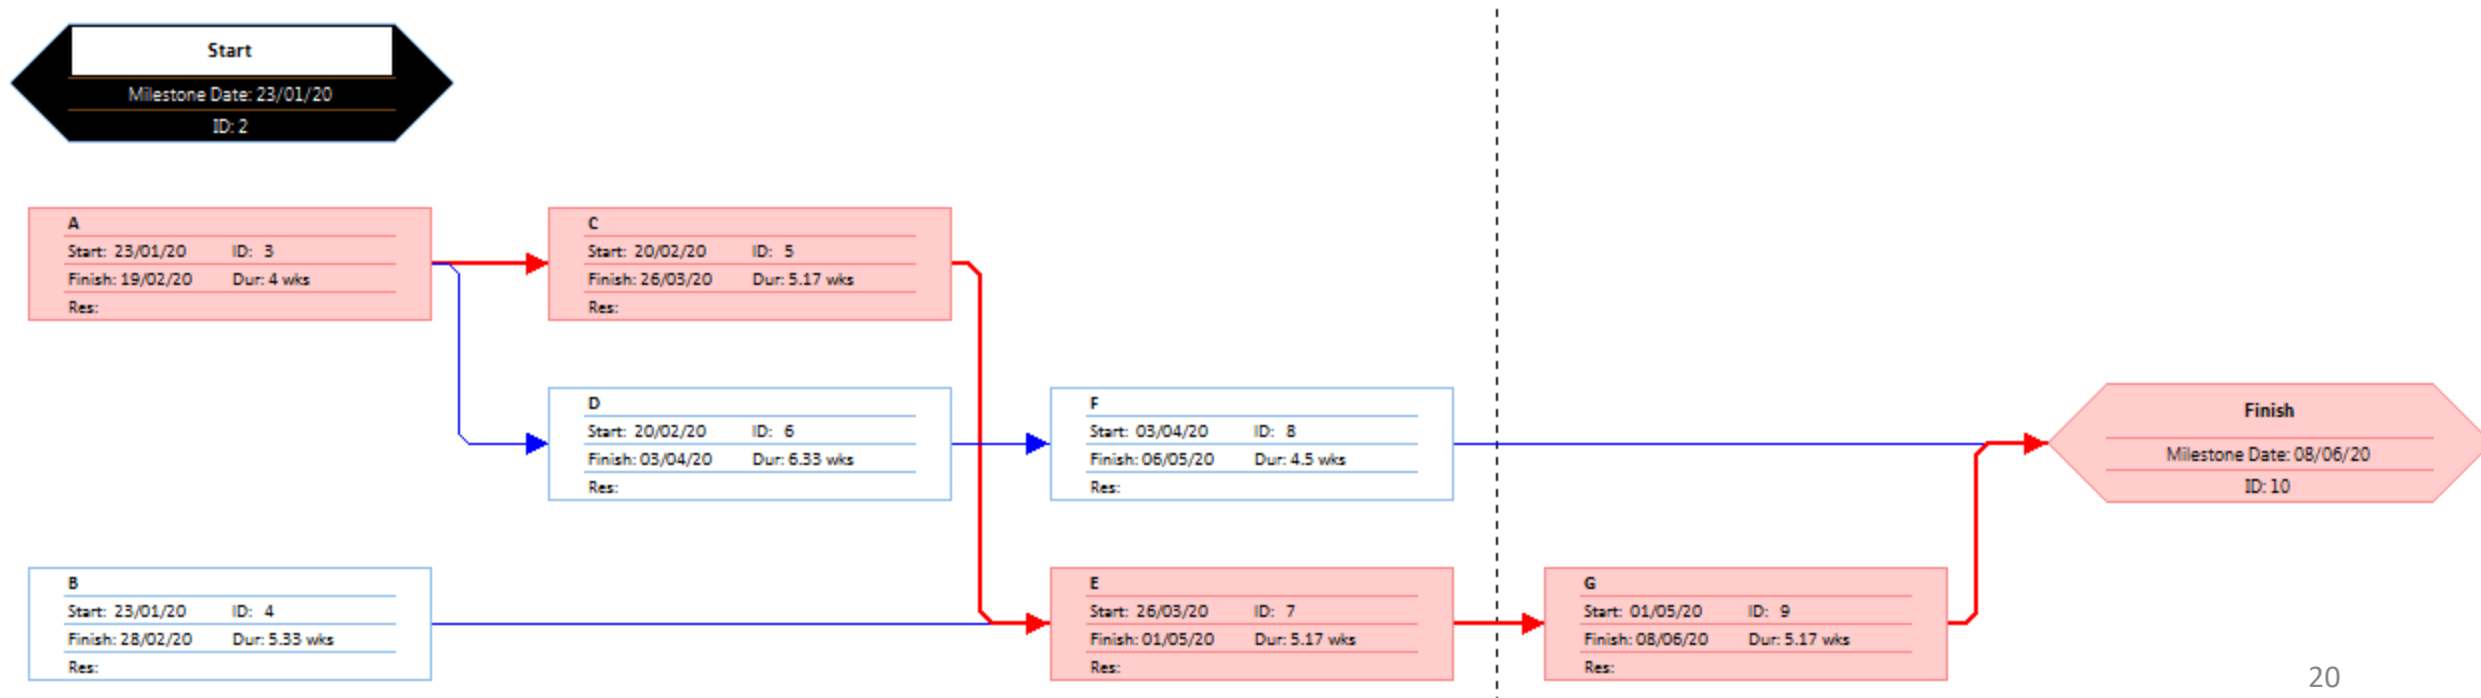 Start
Milestone Date: 23/01/20
ID: 2
A
Start: 23/01/20 ID: 3
Finish: 19/02/20 Dur: 4 wks
Res:
C
Start: 20/02/20 ID: 5
Finish: 26/03/20 Dur: 5.17 wks
Res:
D
Start: 20/02/20 ID: 6
Finish: 03/04/20 Dur: 6.33 wks
Res:
F
Start: 03/04/20 ID: 8
Finish: 06/05/20 Dur: 4.5 wks
Res:
Finish
Milestone Date: 08/06/20
ID: 10
B
Start: 23/01/20 ID: 4
Finish: 28/02/20 Dur: 5.33 wks
Res:
E
Start: 26/03/20 ID: 7
Finish: 01/05/20 Dur: 5.17 wks
Res:
G
Start: 01/05/20 ID: 9
Finish: 08/06/20 Dur: 5.17 wks
Res:
20